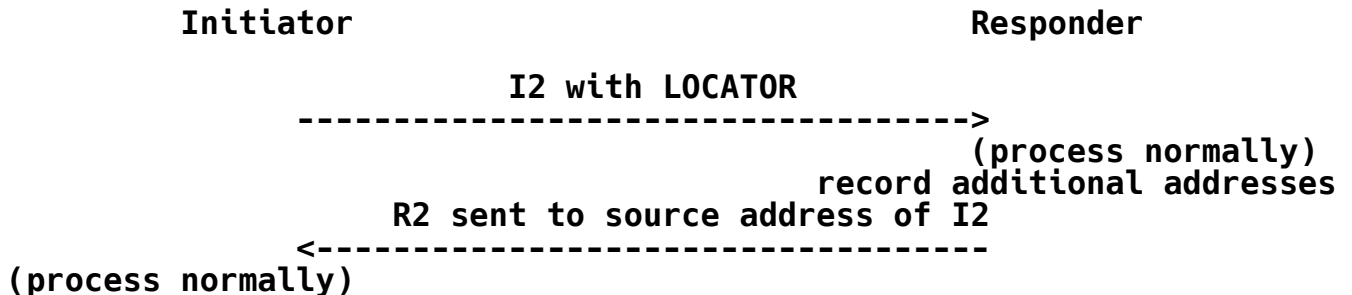 Initiator Responder
I2 with LOCATOR
----------------------------------->
(process normally)
record additional addresses
R2 sent to source address of I2
<-----------------------------------
(process normally)